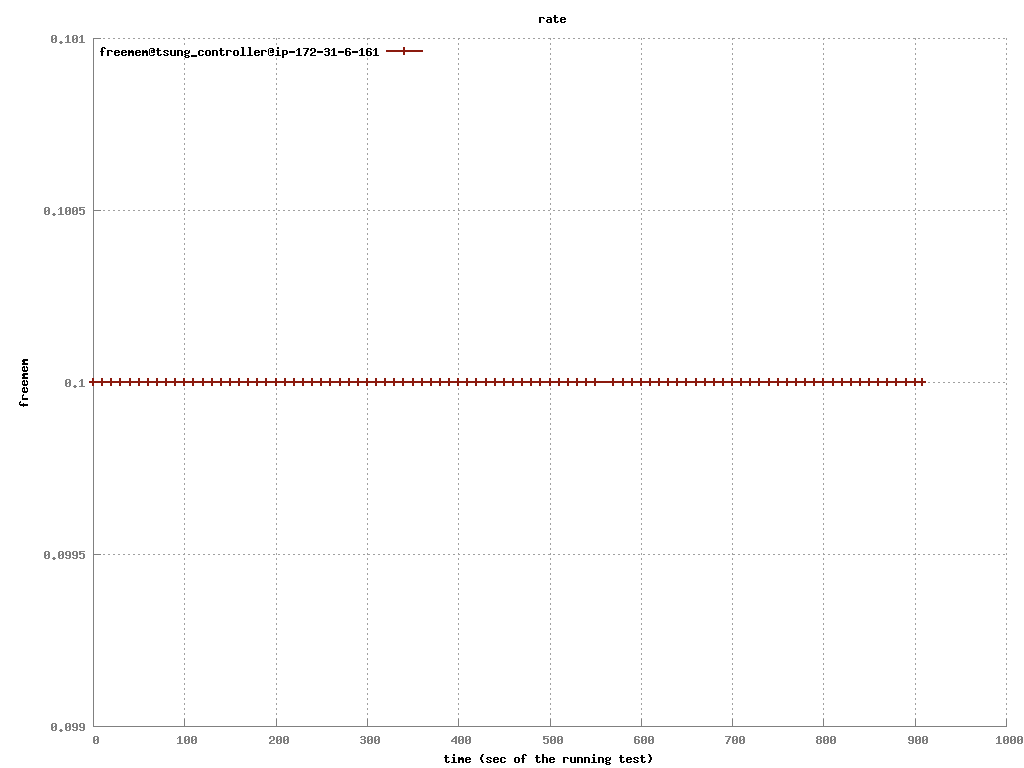 rate
0.101
freemem@tsung_controller@ip-172-31-6-161
0.1005
freemem
0.1
0.0995
0.099
0 100 200 300 400 500 600 700 800 900 1000
time (sec of the running test)